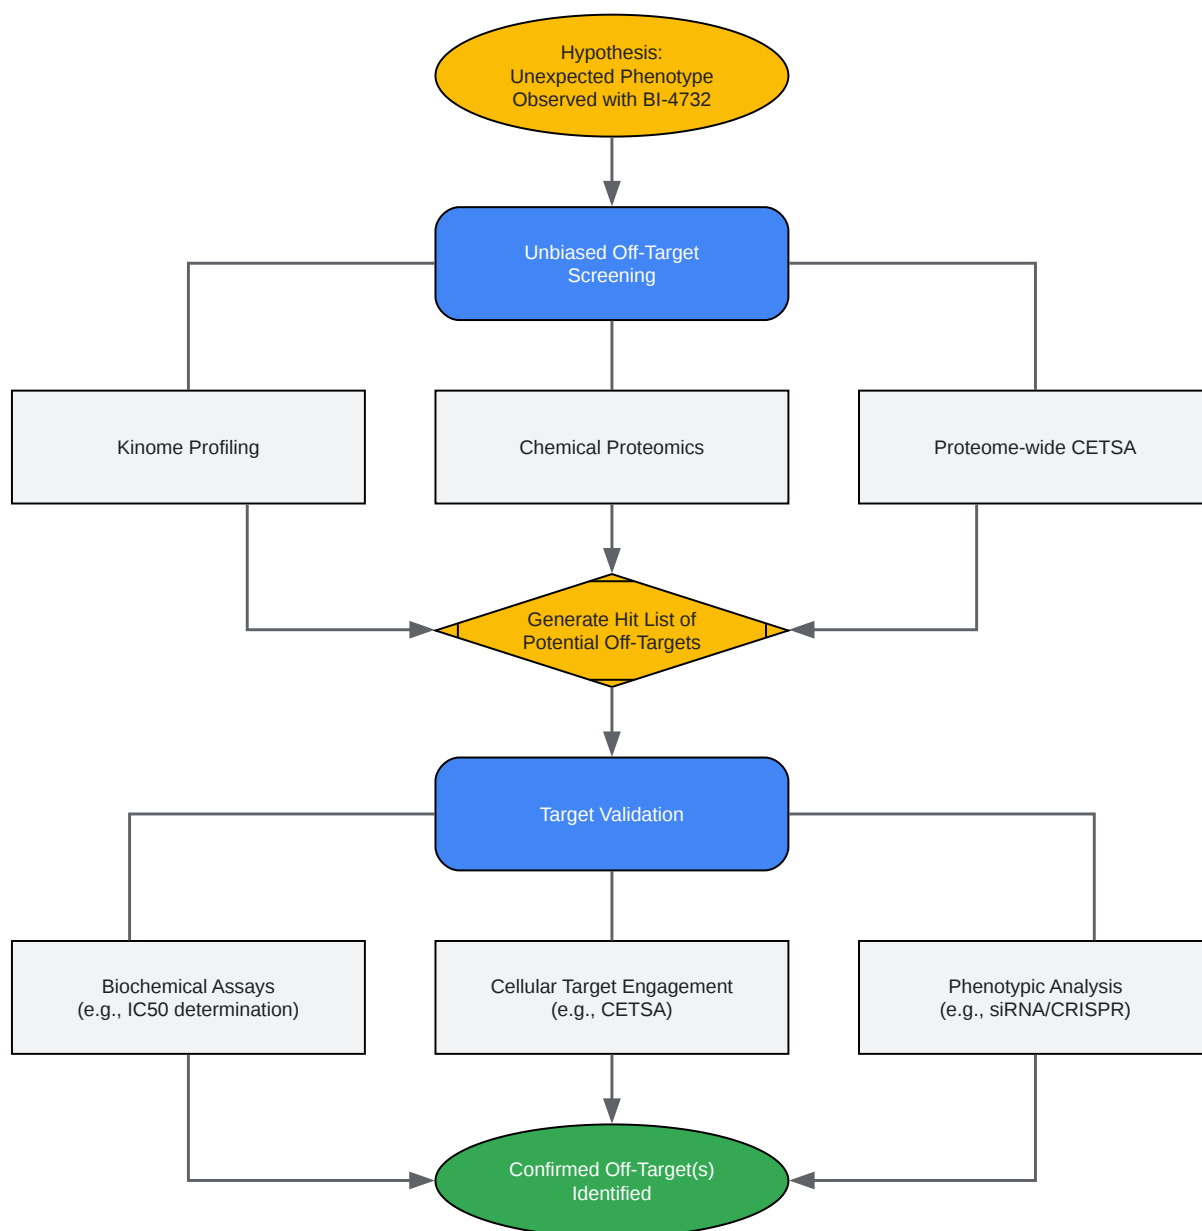 Hypothesis:
Unexpected Phenotype
Observed with BI-4732
Unbiased Off-Target
Screening
Kinome Profiling
Chemical Proteomics
Proteome-wide CETSA
Generate Hit List of
Potential Off-Targets
Target Validation
Biochemical Assays
(e.g., IC50 determination)
Cellular Target Engagement
(e.g., CETSA)
Phenotypic Analysis
(e.g., siRNA/CRISPR)
Confirmed Off-Target(s)
Identified